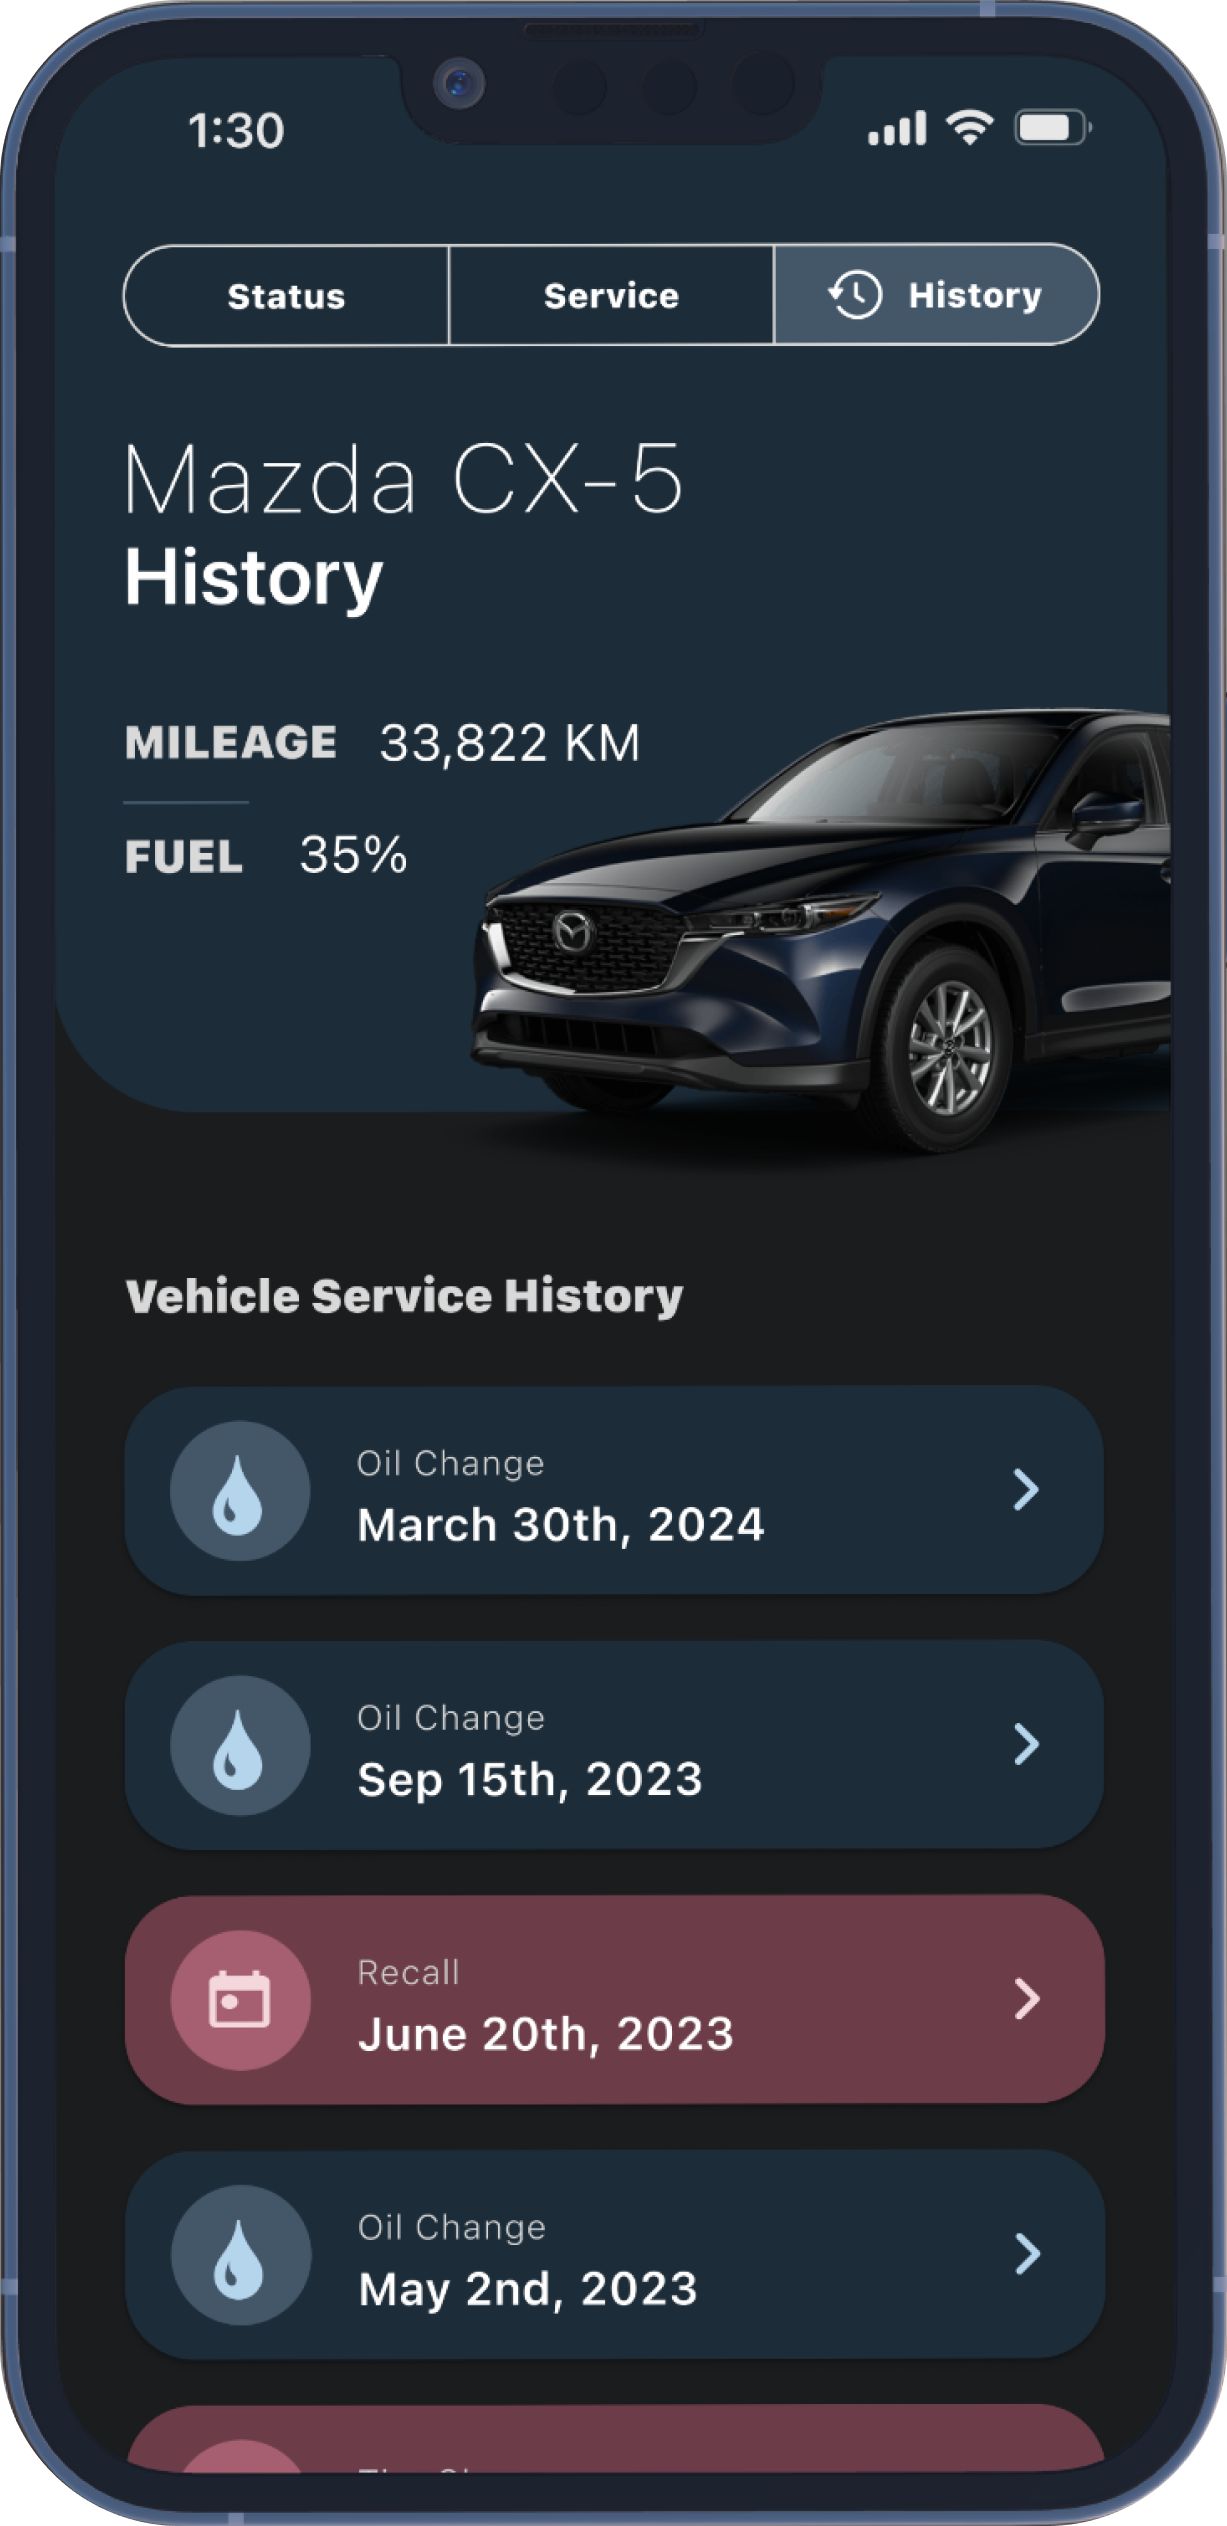 1:30
Status
Service
History
Mazda CX-5
History
MILEAGE 33,822 KM
FUEL 35%
Vehicle Service History
Oil Change
March 30th, 2024
Oil Change
Sep 15th, 2023
Recall
June 20th, 2023
Oil Change
May 2nd, 2023